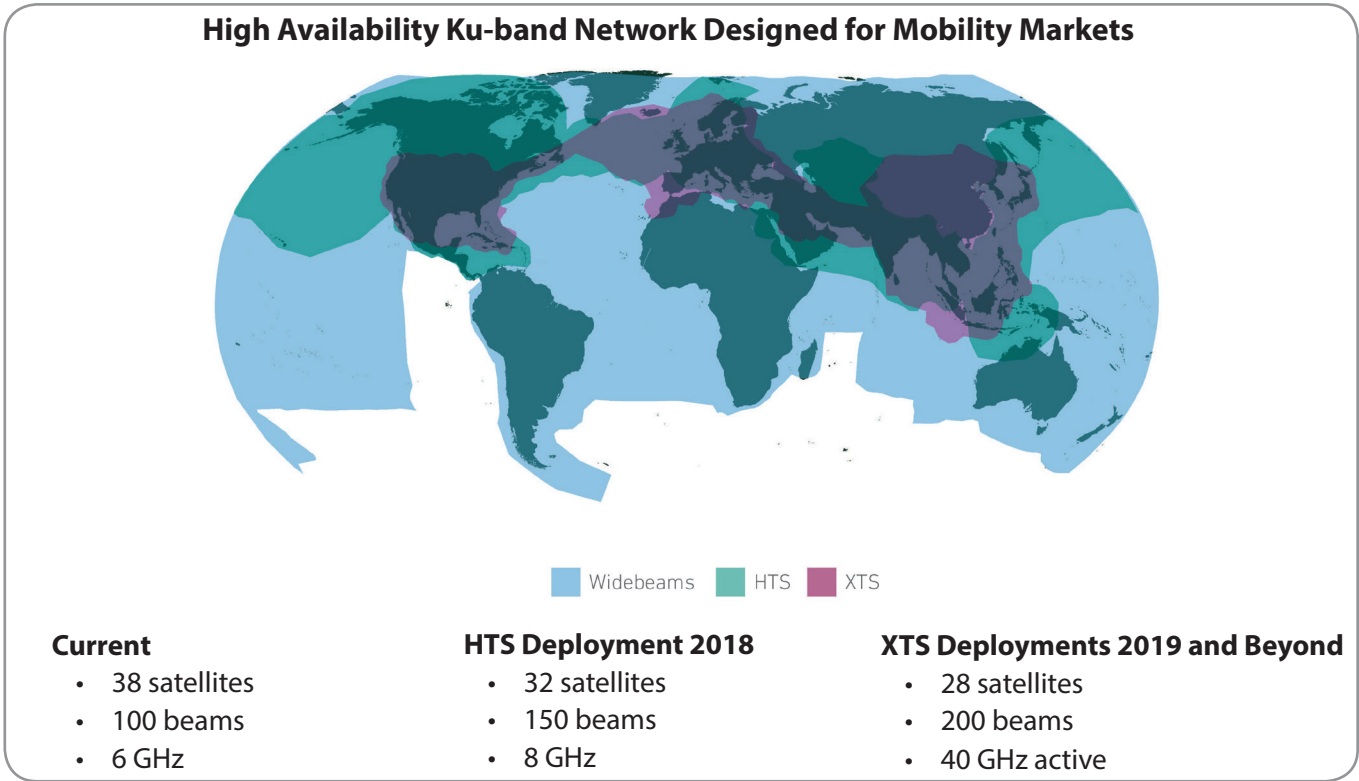 High Availability Ku-band Network Designed for Mobility Markets
Widebeams HTS XTS
Current
• 38 satellites
• 100 beams
• 6 GHz
HTS Deployment 2018
• 32 satellites
• 150 beams
• 8 GHz
XTS Deployments 2019 and Beyond
• 28 satellites
• 200 beams
• 40 GHz active